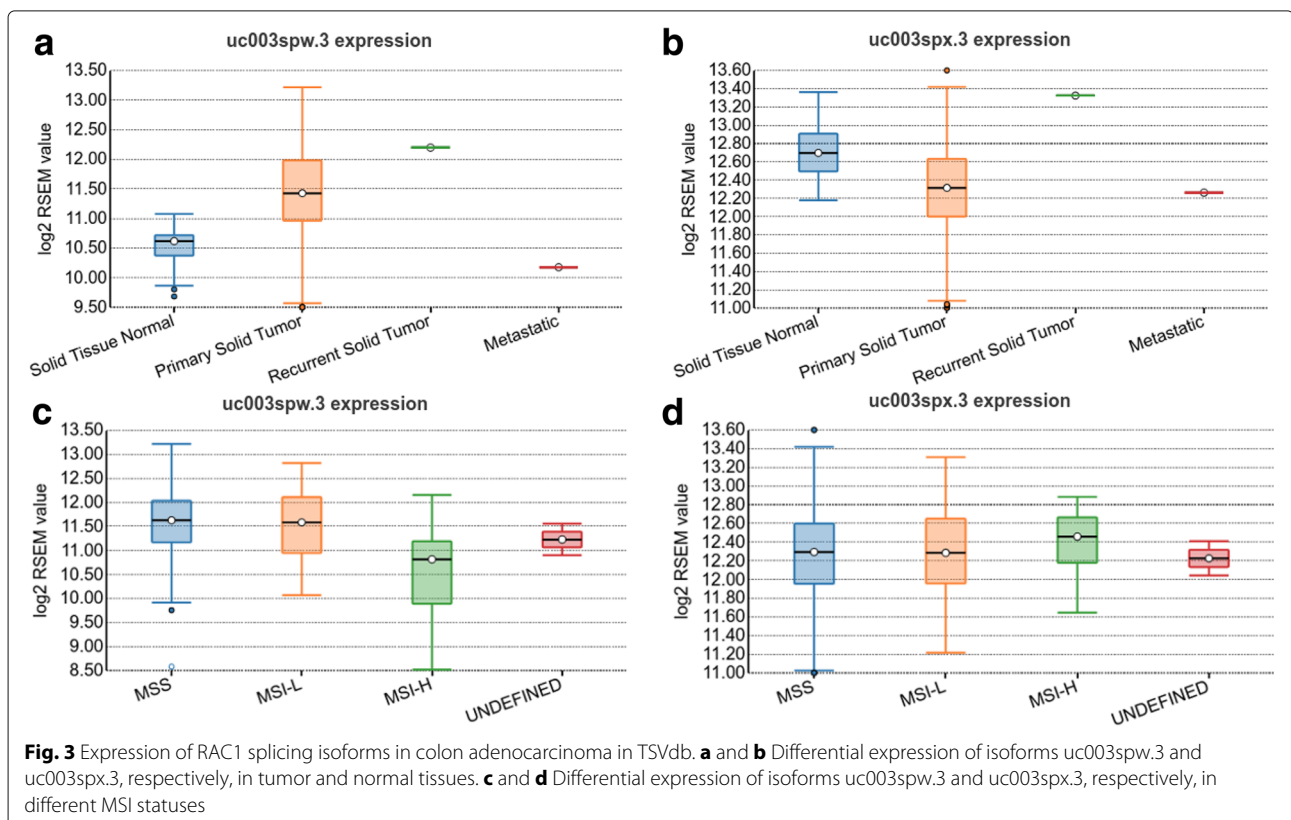 a
uc003spw.3 expression
log2 RSEM value
13.50
13.00
12.50
12.00
11.50
11.00
10.50
10.00
9.50
Solid Tissue Normal
Primary Solid Tumor
Recurrent Solid Tumor
Metastatic
b
uc003spx.3 expression
log2 RSEM value
13.60
13.40
13.20
13.00
12.80
12.60
12.40
12.20
12.00
11.80
11.60
11.40
11.20
11.00
Solid Tissue Normal
Primary Solid Tumor
Recurrent Solid Tumor
Metastatic
c
uc003spw.3 expression
log2 RSEM value
13.50
13.00
12.50
12.00
11.50
11.00
10.50
10.00
9.50
9.00
8.50
MSS
MSI-L
MSI-H
UNDEFINED
d
uc003spx.3 expression
log2 RSEM value
13.60
13.40
13.20
13.00
12.80
12.60
12.40
12.20
12.00
11.80
11.60
11.40
11.20
11.00
MSS
MSI-L
MSI-H
UNDEFINED
Fig. 3 Expression of RAC1 splicing isoforms in colon adenocarcinoma in TSVdb. a and b Differential expression of isoforms uc003spw.3 and
uc003spx.3, respectively, in tumor and normal tissues. c and d Differential expression of isoforms uc003spw.3 and uc003spx.3, respectively, in
different MSI statuses